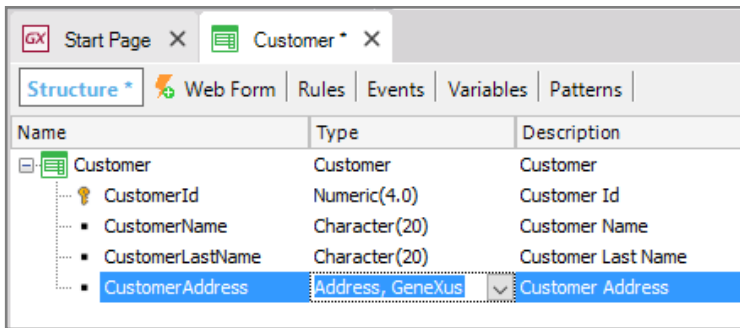 GX Start Page Customer *
Structure * Web Form Rules Events Variables Patterns
Name Type Description
Customer Customer Customer
CustomerId Numeric(4.0) Customer Id
CustomerName Character(20) Customer Name
CustomerLastName Character(20) Customer Last Name
CustomerAddress Address, GeneXus Customer Address